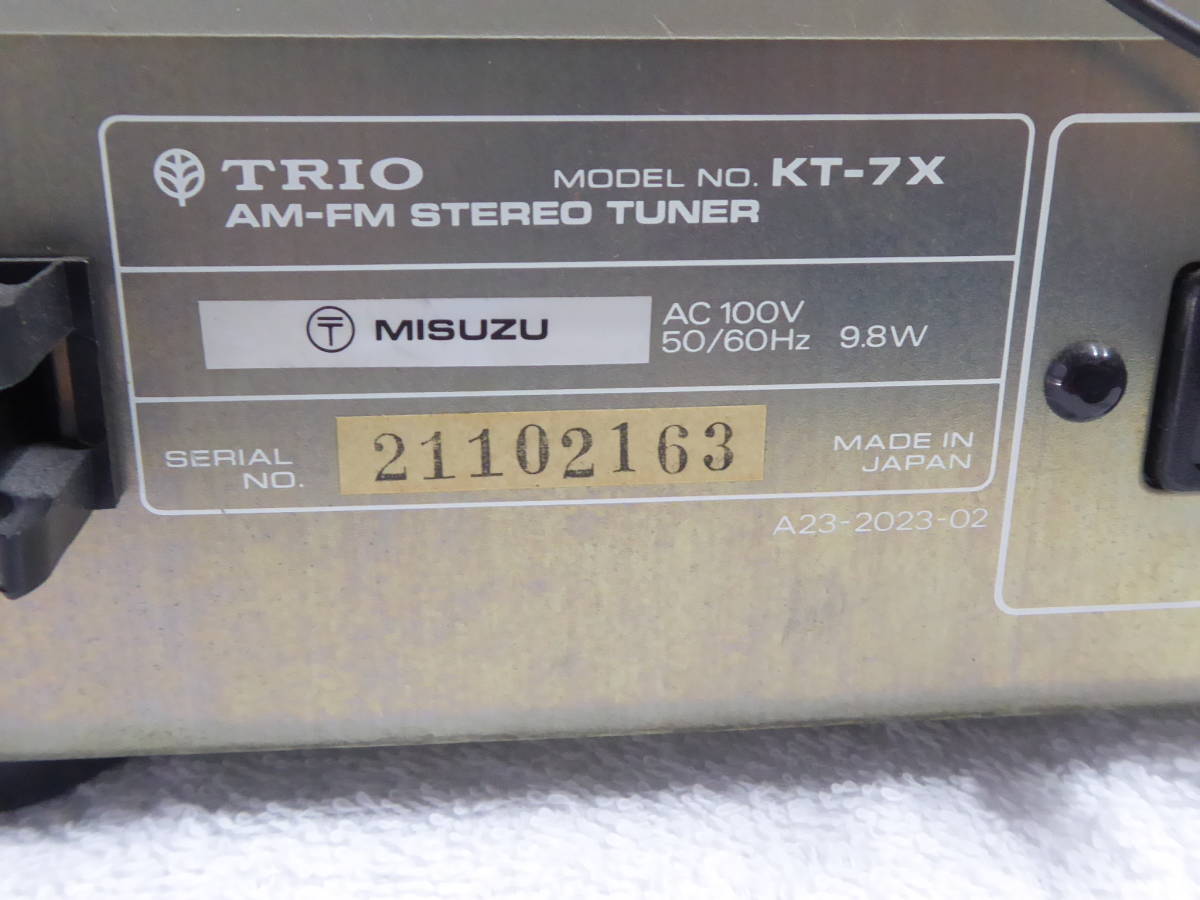 TRIO MODEL NO. KT-7X
AM-FM STEREO TUNER
〒 MISUZU
AC 100V
50/60Hz 9.8W
SERIAL NO.
21102163
MADE IN
JAPAN
A23-2023-02